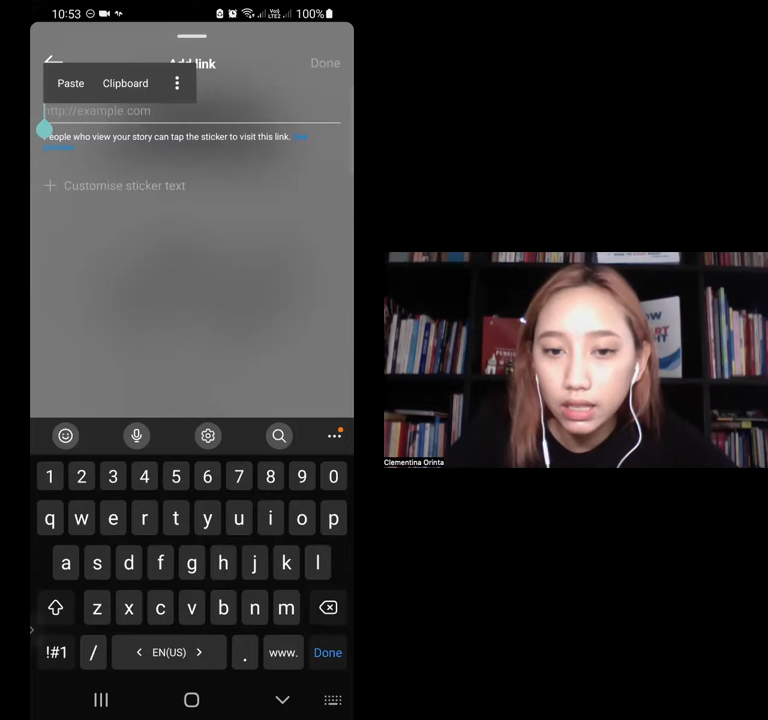 10:53
100%
Add link
Done
Paste
Clipboard
http://example.com
People who view your story can tap the sticker to visit this link. See
preview
Customise sticker text
1 2 3 4 5 6 7 8 9 0
q w e r t y u i o p
a s d f g h j k l
z x c v b n m
!#1 / EN(US) . www. Done
Clementina Orinta